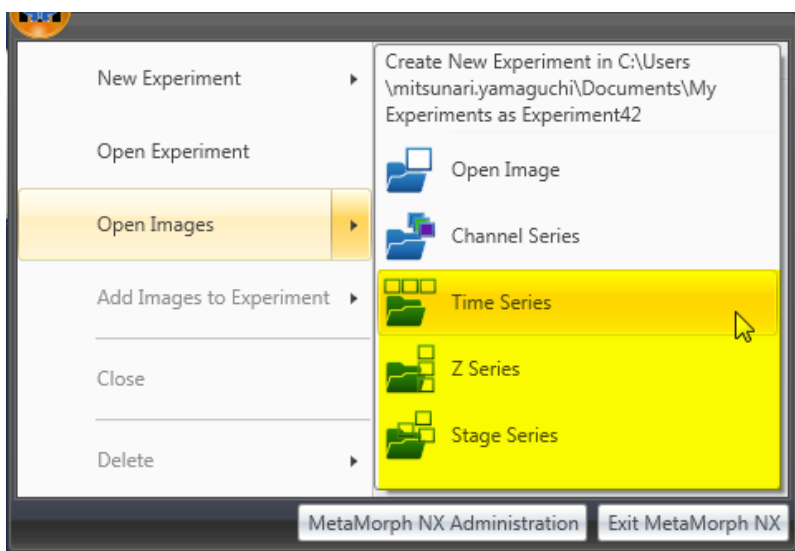 New Experiment
Open Experiment
Open Images
Add Images to Experiment
Close
Delete
Create New Experiment in C:\Users
\mitsunari.yamaguchi\Documents\My
Experiments as Experiment42
Open Image
Channel Series
Time Series
Z Series
Stage Series
MetaMorph NX Administration
Exit MetaMorph NX